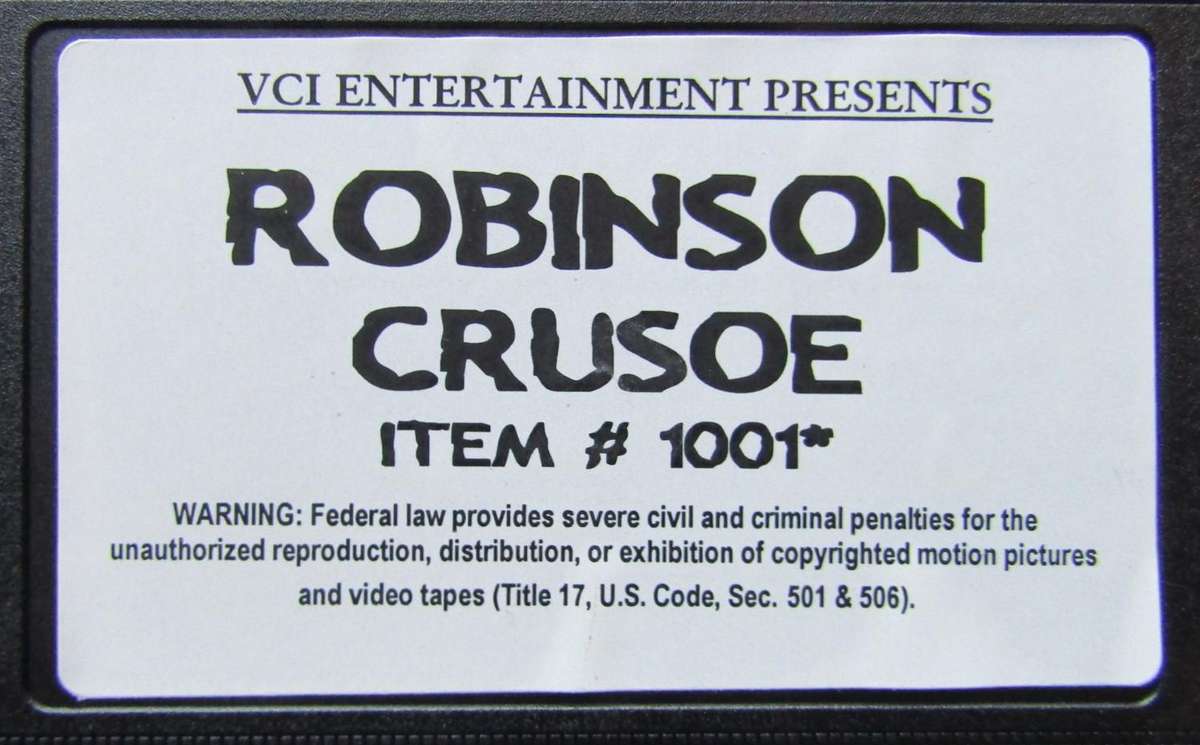 VCI ENTERTAINMENT PRESENTS
ROBINSON
CRUSOE
ITEM # 1001*
WARNING: Federal law provides severe civil and criminal penalties for the
unauthorized reproduction, distribution, or exhibition of copyrighted motion pictures
and video tapes (Title 17, U.S. Code, Sec. 501 & 506).